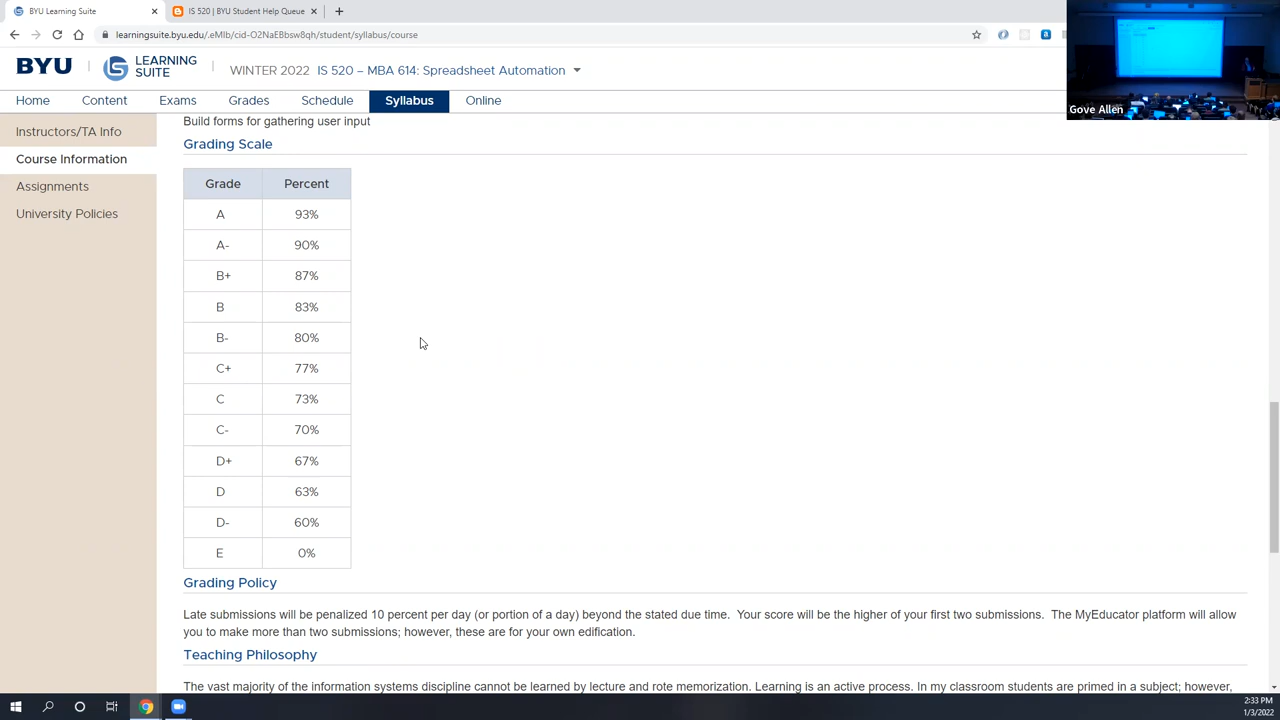 BYU Learning Suite
IS 520 | BYU Student Help Queue
learningsuite.byu.edu/.eMIb/cid-O2NaEBbsw8qh/student/syllabus/course
BYU
LEARNING
SUITE
WINTER 2022 IS 520 – MBA 614: Spreadsheet Automation
Home Content Exams Grades Schedule Syllabus Online
Gove Allen
Instructors/TA Info
Course Information
Assignments
University Policies
Build forms for gathering user input
Grading Scale
Grade Percent
A 93%
A- 90%
B+ 87%
B 83%
B- 80%
C+ 77%
C 73%
C- 70%
D+ 67%
D 63%
D- 60%
E 0%
Grading Policy
Late submissions will be penalized 10 percent per day (or portion of a day) beyond the stated due time. Your score will be the higher of your first two submissions. The MyEducator platform will allow
you to make more than two submissions; however, these are for your own edification.
Teaching Philosophy
The vast majority of the information systems discipline cannot be learned by lecture and rote memorization. Learning is an active process. In my classroom students are primed in a subject; however,
2:33 PM
1/3/2022